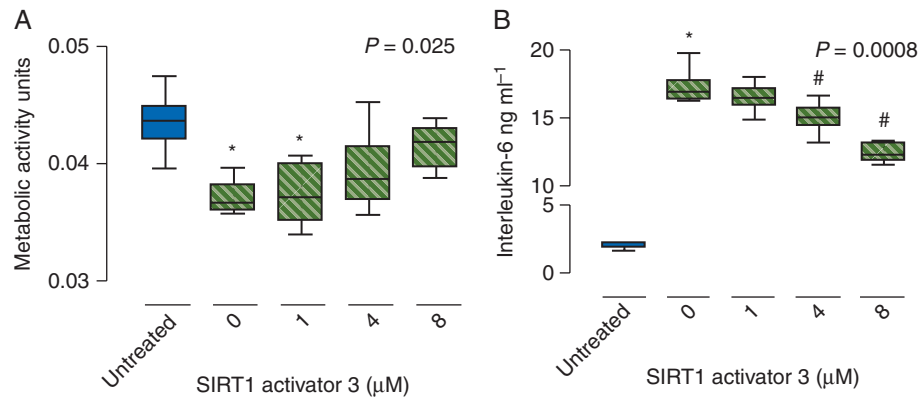 A
P = 0.025
0.05
0.04
0.03
Metabolic activity units
* *
Untreated 0 1 4 8
SIRT1 activator 3 (μM)
B
P = 0.0008
20
15
10
5
0
Interleukin-6 ng ml⁻¹
*
#
#
Untreated 0 1 4 8
SIRT1 activator 3 (μM)